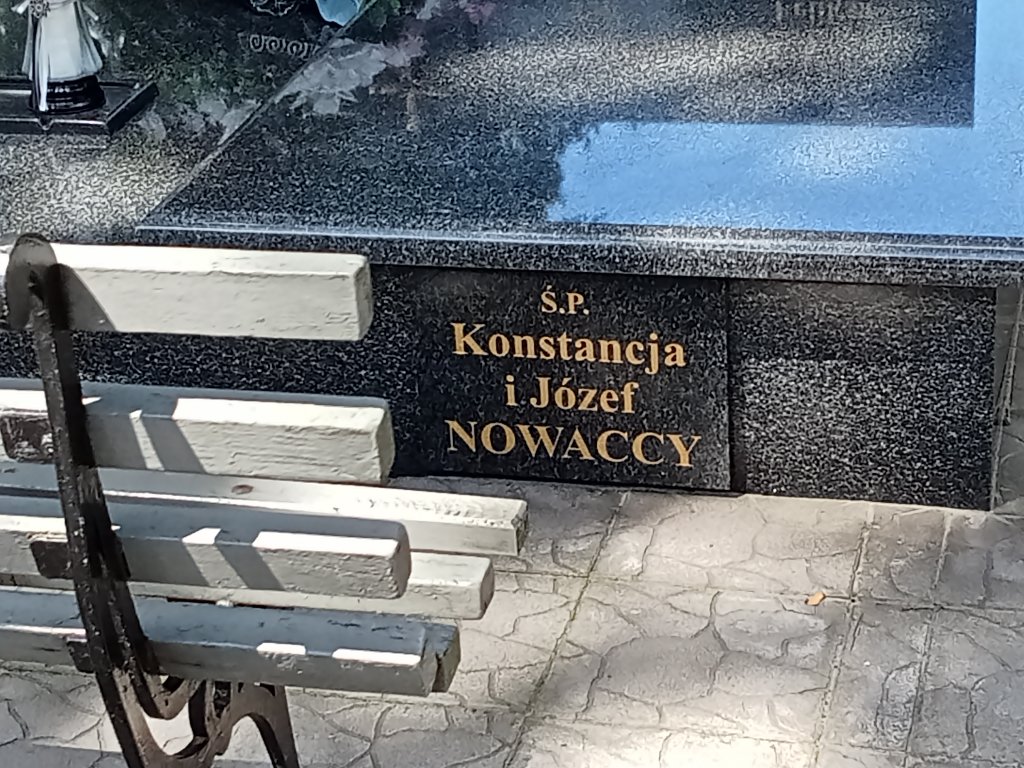 Ś.P.
Konstancja
i Józef
NOWACCY